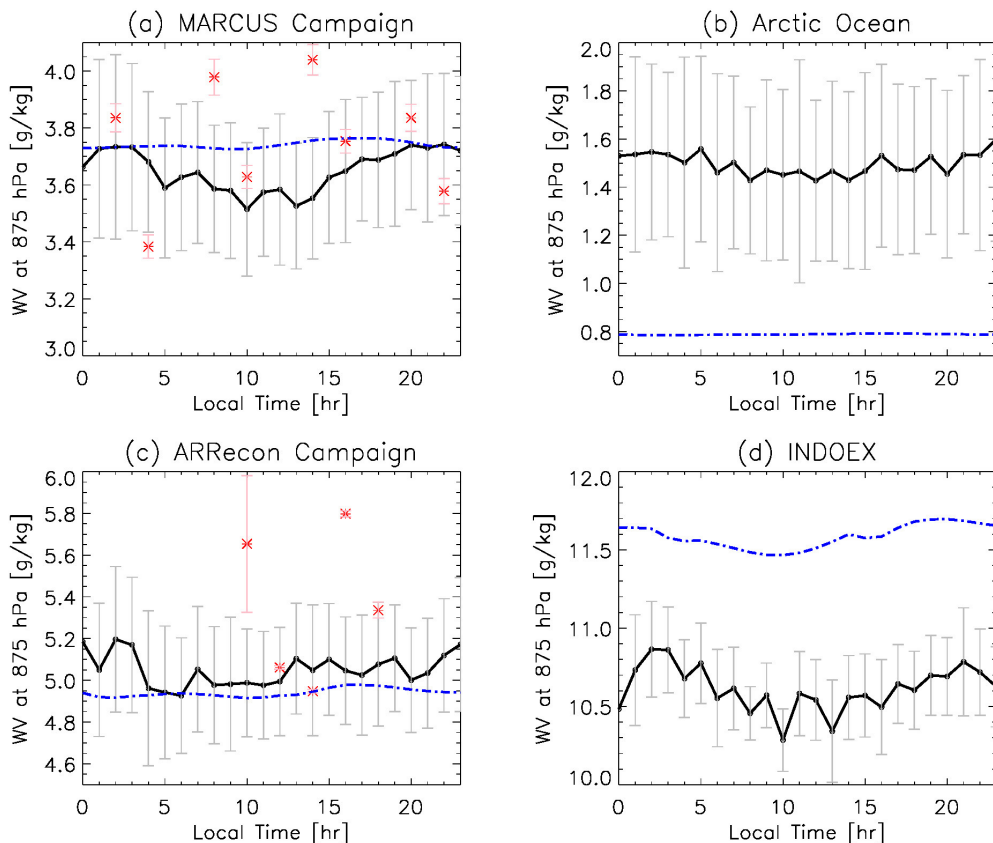 (a) MARCUS Campaign
WV at 875 hPa [g/kg]
4.0
3.8
3.6
3.4
3.2
3.0
0 5 10 15 20
Local Time [hr]
(b) Arctic Ocean
WV at 875 hPa [g/kg]
2.0
1.8
1.6
1.4
1.2
1.0
0.8
0 5 10 15 20
Local Time [hr]
(c) ARRecon Campaign
WV at 875 hPa [g/kg]
6.0
5.8
5.6
5.4
5.2
5.0
4.8
4.6
0 5 10 15 20
Local Time [hr]
(d) INDOEX
WV at 875 hPa [g/kg]
12.0
11.5
11.0
10.5
10.0
0 5 10 15 20
Local Time [hr]